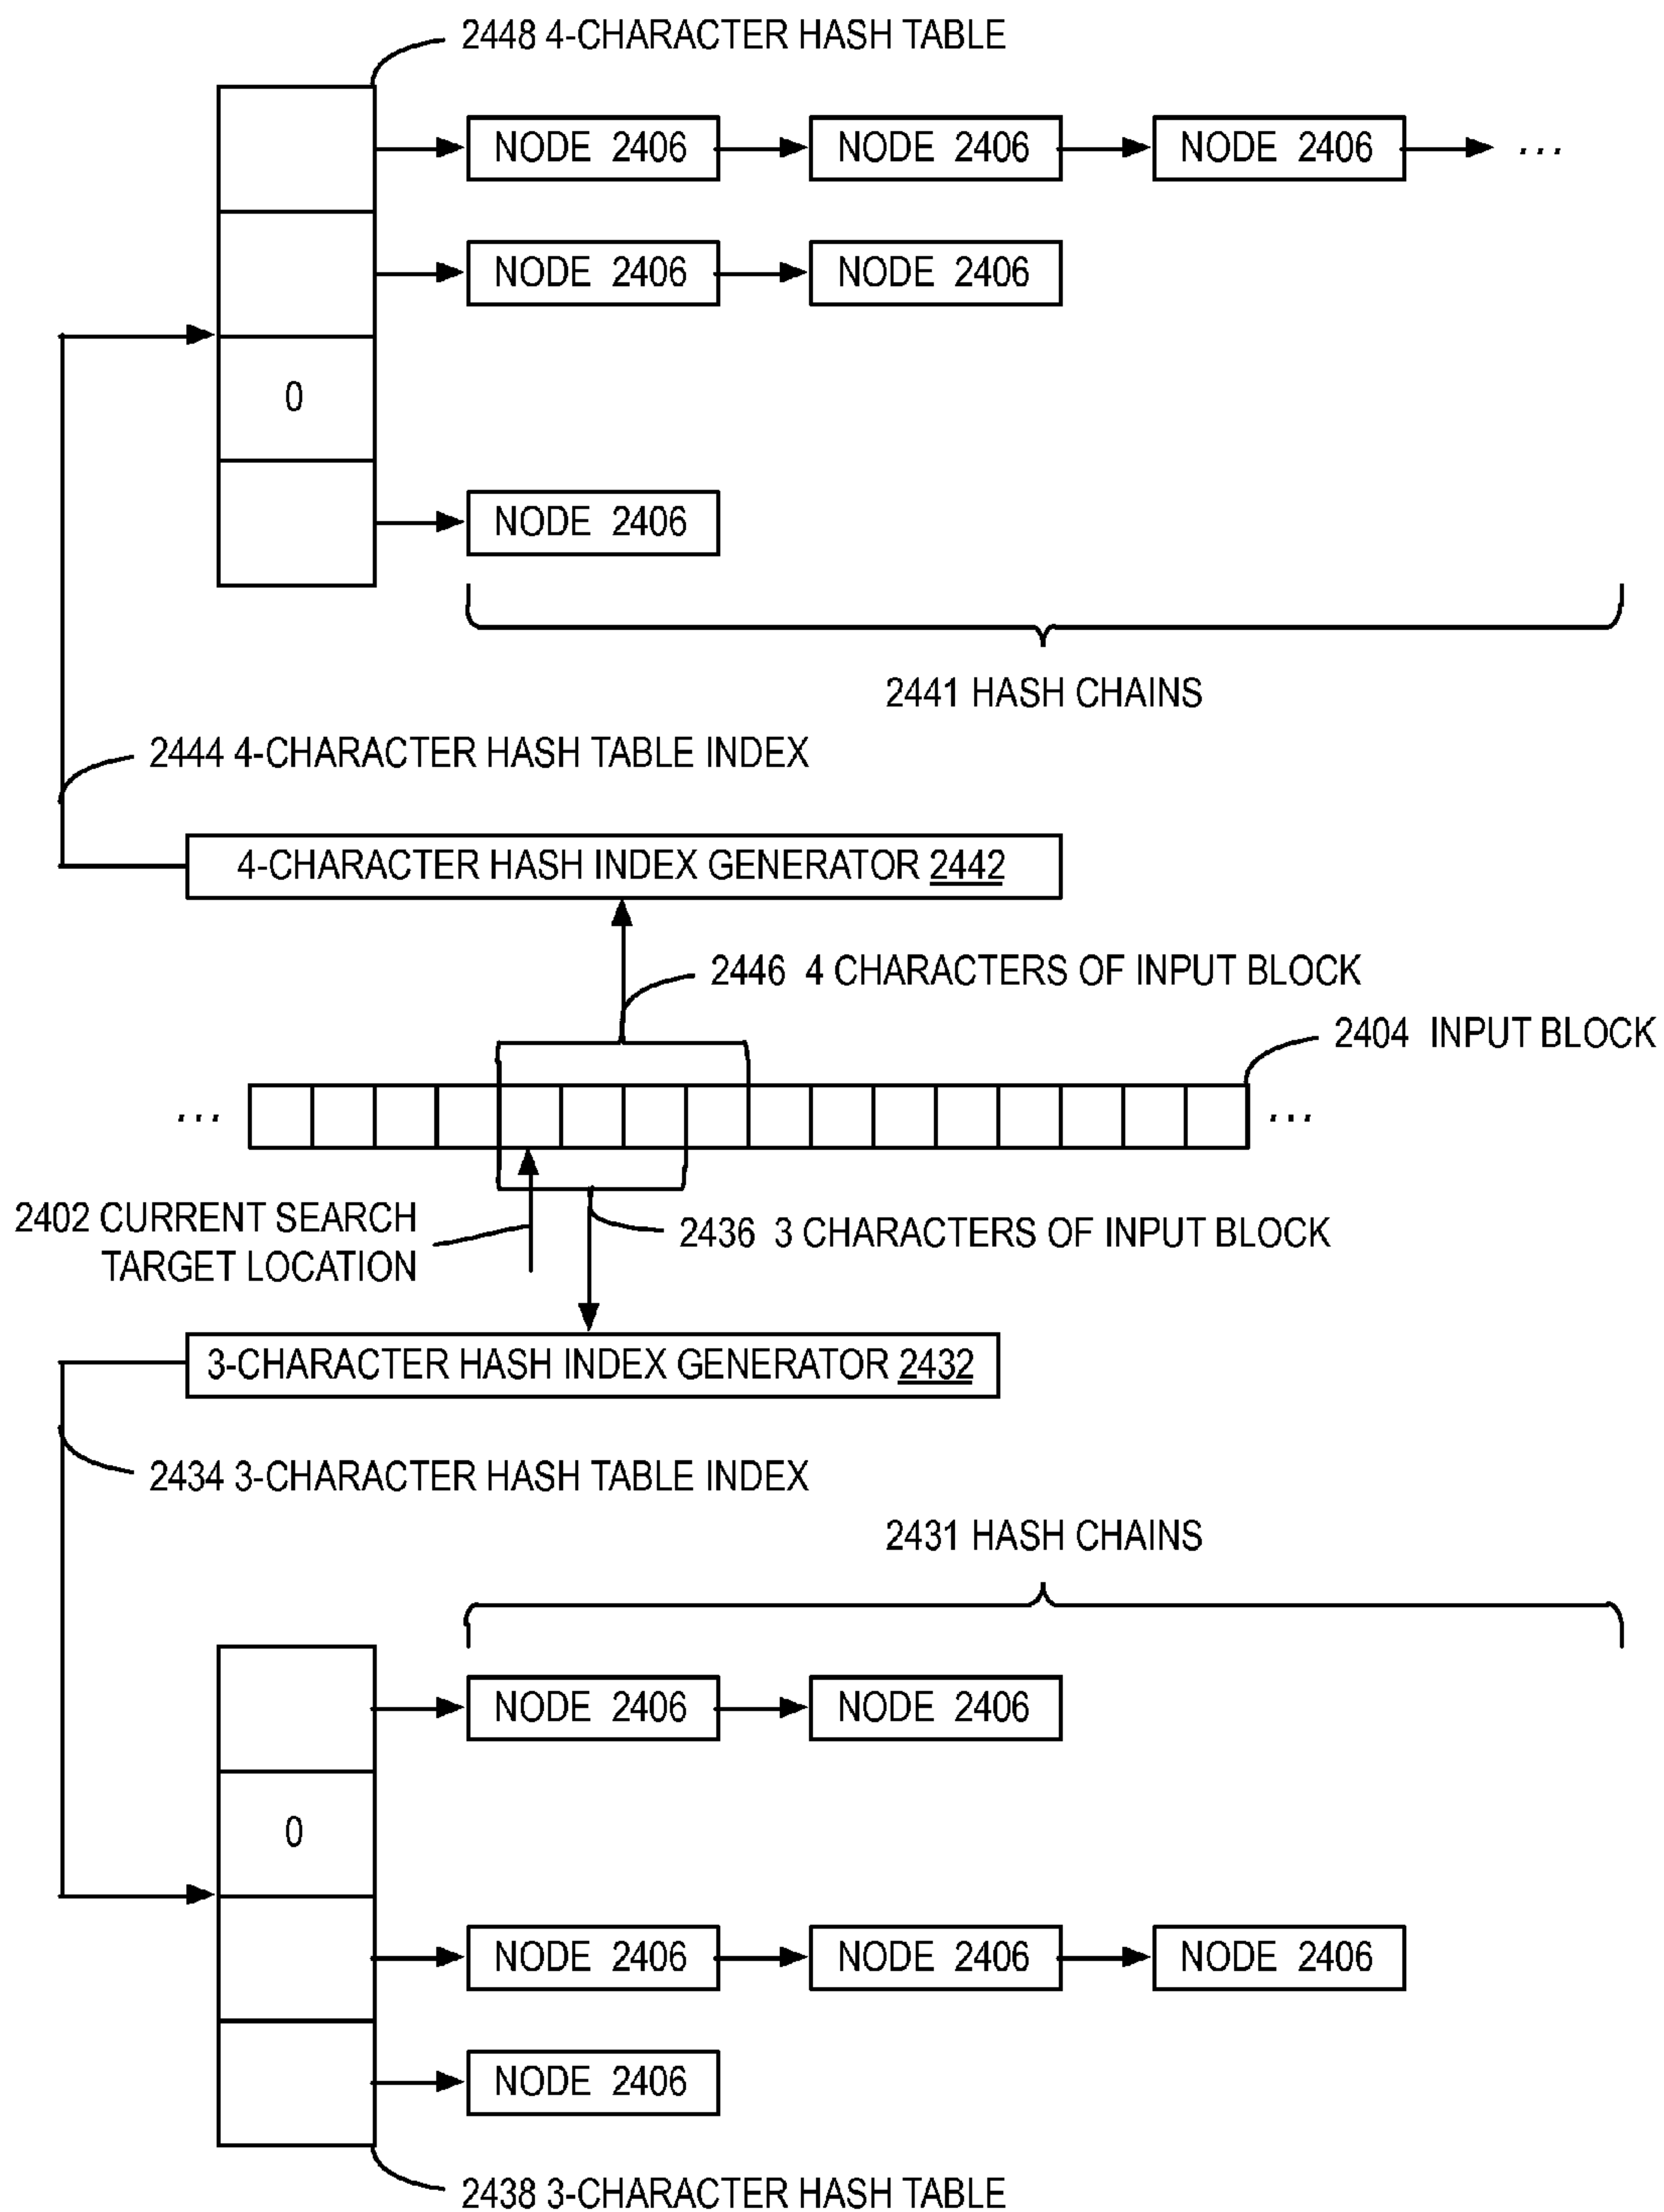 2448 4-CHARACTER HASH TABLE
NODE 2406 NODE 2406 NODE 2406 ...
NODE 2406 NODE 2406
0
NODE 2406
2441 HASH CHAINS
2444 4-CHARACTER HASH TABLE INDEX
4-CHARACTER HASH INDEX GENERATOR 2442
2446 4 CHARACTERS OF INPUT BLOCK
2404 INPUT BLOCK
... ...
2402 CURRENT SEARCH
TARGET LOCATION
2436 3 CHARACTERS OF INPUT BLOCK
3-CHARACTER HASH INDEX GENERATOR 2432
2434 3-CHARACTER HASH TABLE INDEX
2431 HASH CHAINS
NODE 2406 NODE 2406
0
NODE 2406 NODE 2406 NODE 2406
NODE 2406
2438 3-CHARACTER HASH TABLE